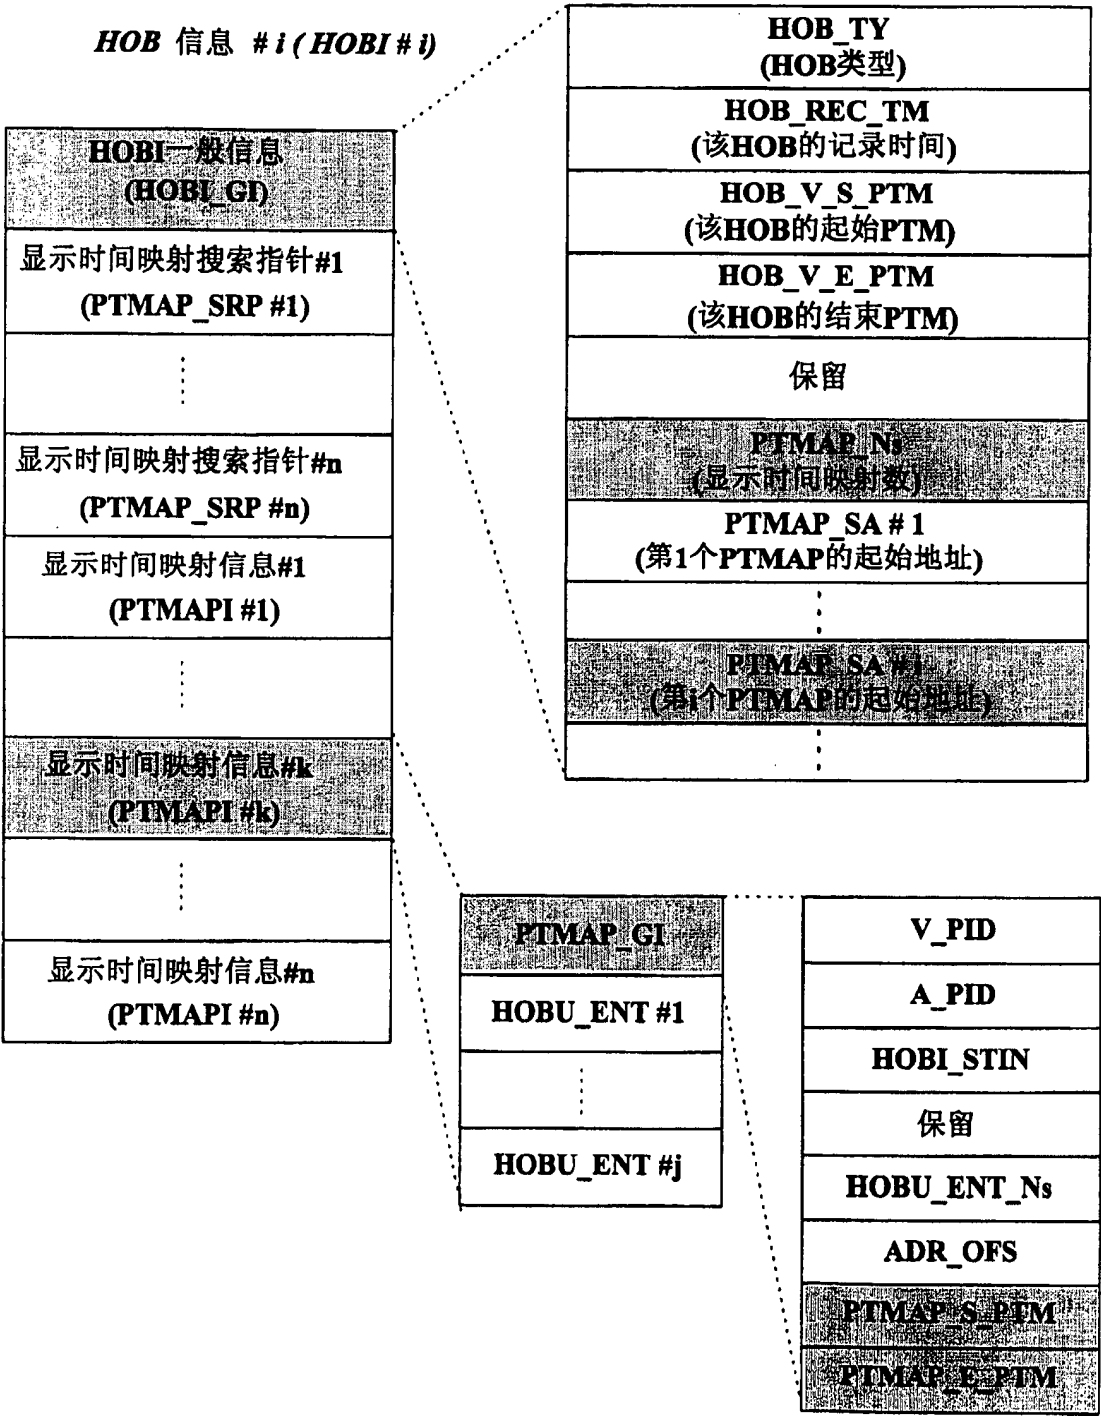 HOB 信息 # i ( HOBI # i)
HOBI一般信息
(HOBI_GI)
显示时间映射搜索指针#1
(PTMAP_SRP #1)
显示时间映射搜索指针#n
(PTMAP_SRP #n)
显示时间映射信息#1
(PTMAPI #1)
显示时间映射信息#k
(PTMAPI #k)
显示时间映射信息#n
(PTMAPI #n)
HOB_TY
(HOB类型)
HOB_REC_TM
(该HOB的记录时间)
HOB_V_S_PTM
(该HOB的起始PTM)
HOB_V_E_PTM
(该HOB的结束PTM)
保留
PTMAP_Ns
(显示时间映射数)
PTMAP_SA # 1
(第1个PTMAP的起始地址)
PTMAP_SA # i
(第i个PTMAP的起始地址)
PTMAP_GI
HOBU_ENT #1
HOBU_ENT #j
V_PID
A_PID
HOBI_STIN
保留
HOBU_ENT_Ns
ADR_OFS
PTMAP_S_PTM
PTMAP_E_PTM